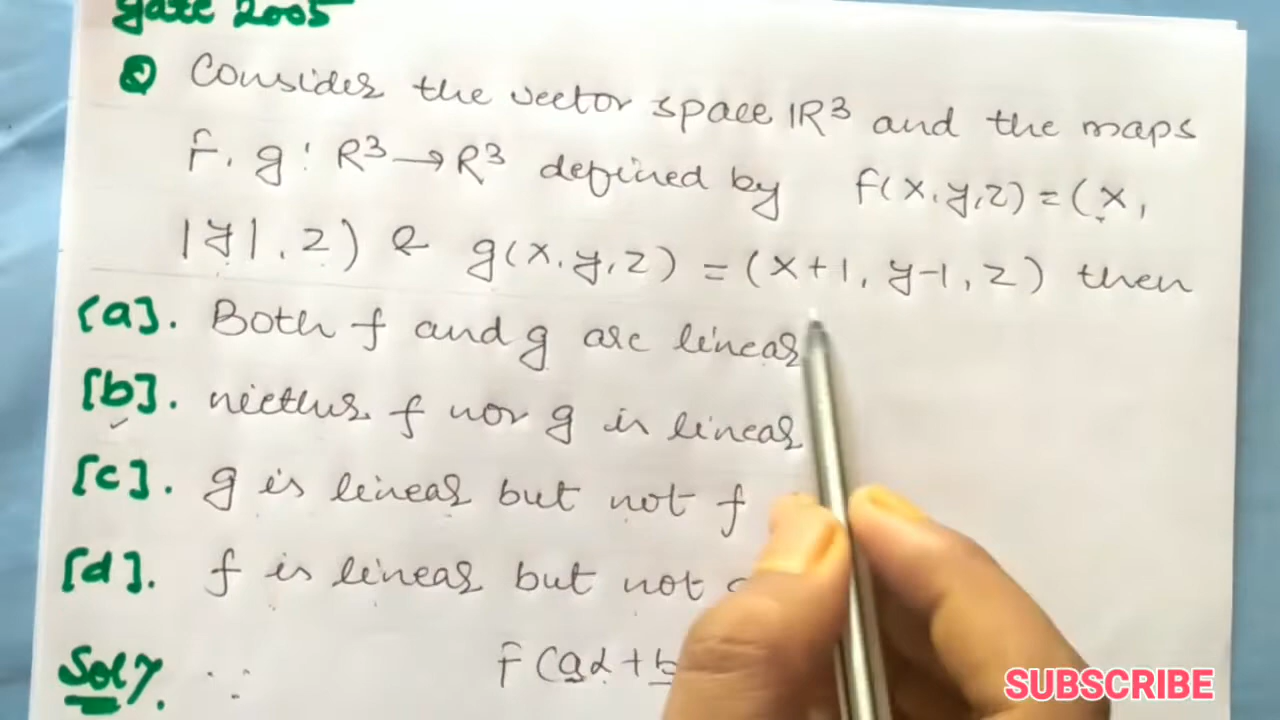 Gate 2005
Q Consider the vector space IR³ and the maps
f, g : R³→R³ defined by f(x,y,z)=(x,
|y|,z) & g(x,y,z) = (x+1, y-1, z) then
[a]. Both f and g are linear
[b]. niether f nor g is linear
[c]. g is linear but not f
[d]. f is linear but not
Sol⁷. ∵ f(aα+b
SUBSCRIBE